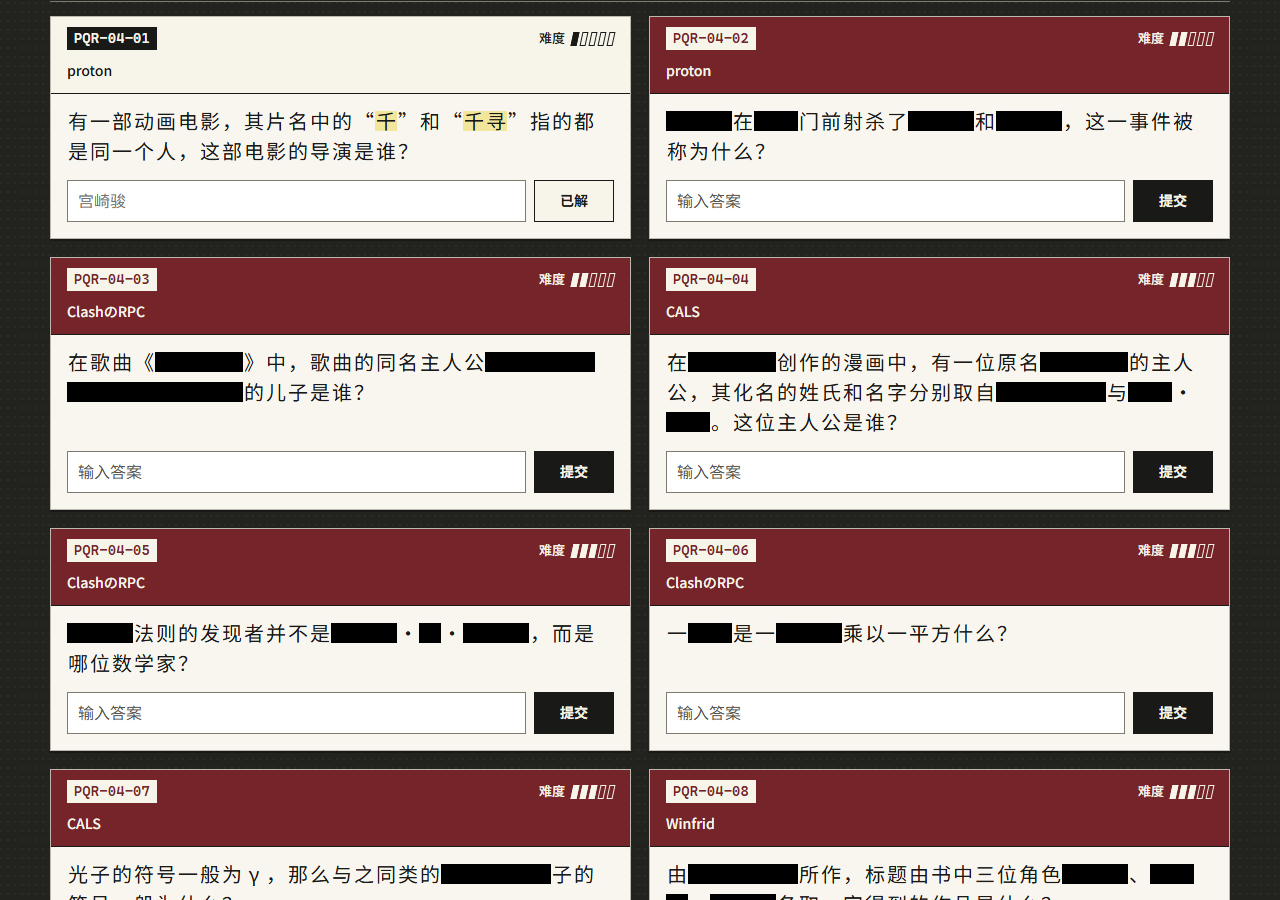 PQR-04-01
难度
proton
有一部动画电影，其片名中的“千”和“千寻”指的都
是同一个人，这部电影的导演是谁？
宫崎骏
已解
PQR-04-02
难度
proton
在 门前射杀了 和 ，这一事件被
称为什么？
输入答案
提交
PQR-04-03
难度
ClashのRPC
在歌曲《 》中，歌曲的同名主人公
的儿子是谁？
输入答案
提交
PQR-04-04
难度
CALS
在 创作的漫画中，有一位原名 的主人
公，其化名的姓氏和名字分别取自 与 ·
。这位主人公是谁？
输入答案
提交
PQR-04-05
难度
ClashのRPC
法则的发现者并不是 · · ，而是
哪位数学家？
输入答案
提交
PQR-04-06
难度
ClashのRPC
一 是一 乘以一平方什么？
输入答案
提交
PQR-04-07
难度
CALS
光子的符号一般为 γ ，那么与之同类的 子的
PQR-04-08
难度
Winfrid
由 所作，标题由书中三位角色 、